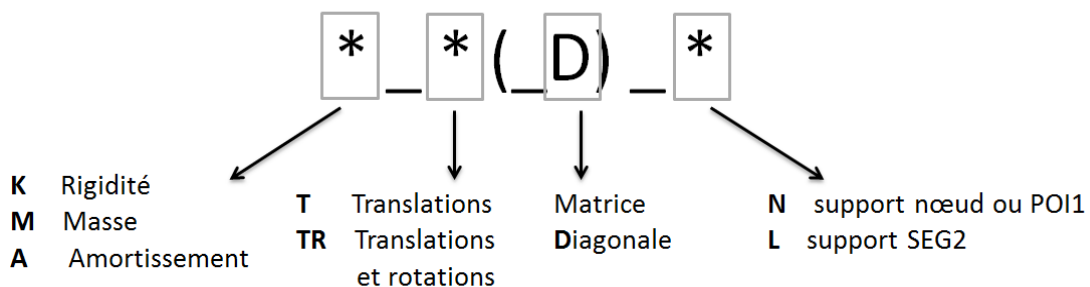 *_*(_D)_*
K Rigidité
M Masse
A Amortissement
T Translations
TR Translations
et rotations
Matrice
Diagonale
N support nœud ou POI1
L support SEG2